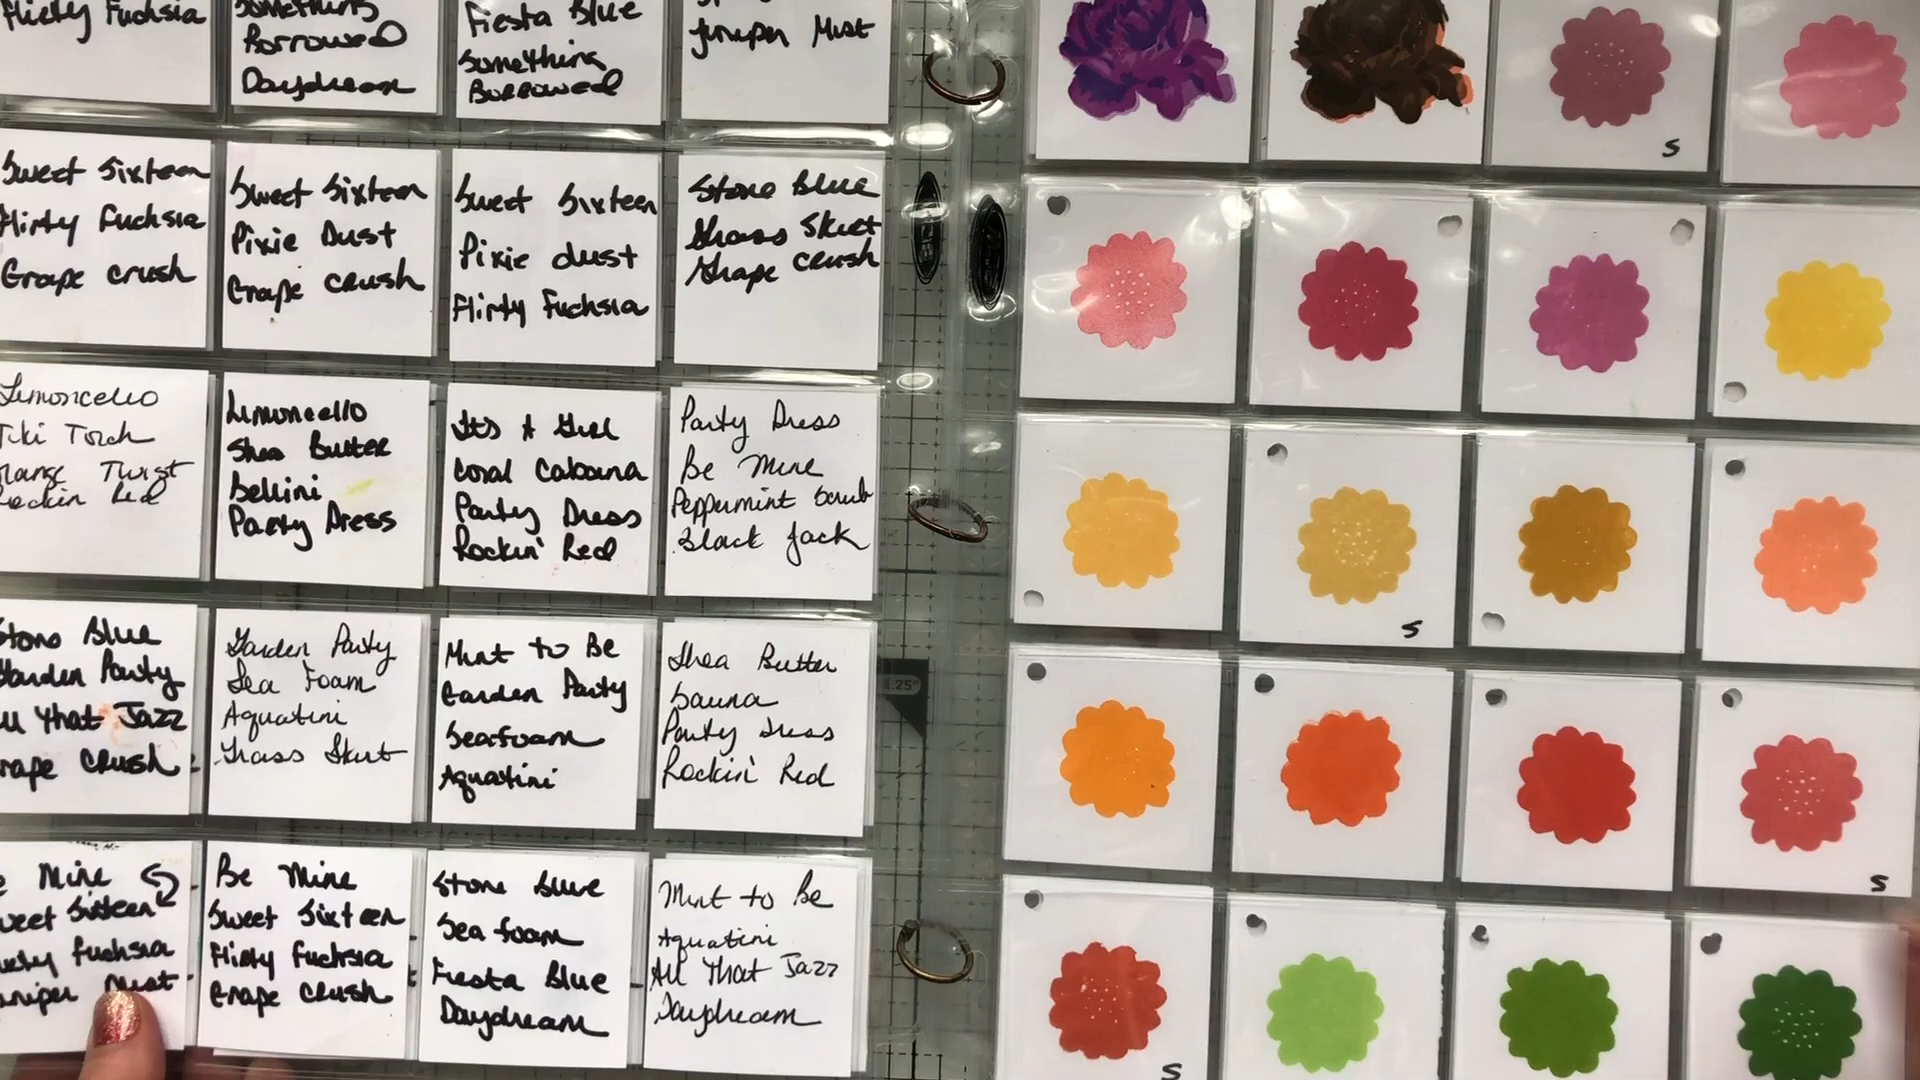 Flirty Fuchsia
Something
Borrowed
Daydream
Fiesta Blue
Something
Borrowed
Juniper Mist
S
Sweet Sixteen
Flirty Fuchsia
Grape crush
Sweet Sixteen
Pixie Dust
Grape crush
Sweet Sixteen
Pixie dust
Flirty Fuchsia
Stone Blue
Grass Skirt
Grape crush
Lemoncello
Tiki Torch
Orange Twist
Rockin Red
Limoncello
Shea Butter
Bellini
Party Dress
It's A Girl
Coral Cabana
Party Dress
Rockin' Red
Party Dress
Be Mine
Peppermint Scrub
Black Jack
S
Stone Blue
Garden Party
All that Jazz
Grape crush
Garden Party
Sea Foam
Aquatini
Grass Skirt
Mint to Be
Garden Party
Seafoam
Aquatini
Shea Butter
Sauna
Party Dress
Rockin' Red
.25"
S
Be Mine
Sweet Sixteen
Flirty Fuchsia
Juniper Mist
Be Mine
Sweet Sixteen
Flirty Fuchsia
Grape crush
Stone Blue
Sea foam
Fiesta Blue
Daydream
Mint to Be
Aquatini
All That Jazz
Daydream
S